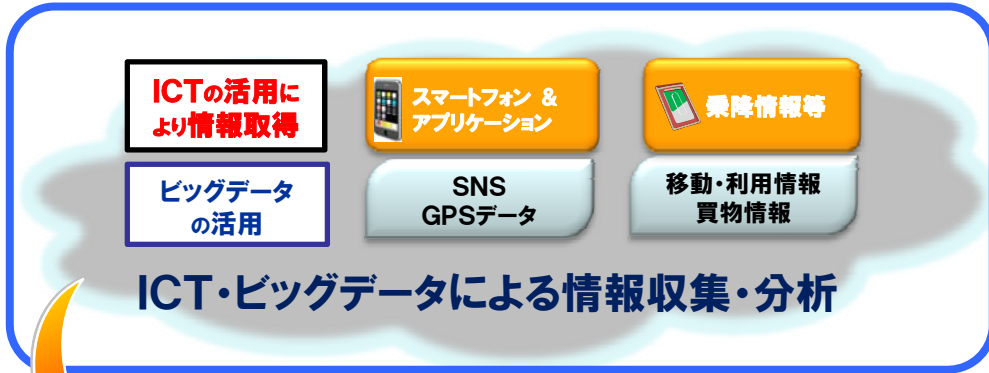 ICTの活用に
より情報取得
スマートフォン &
アプリケーション
乗降情報等
ビッグデータ
の活用
SNS
GPSデータ
移動・利用情報
買物情報
ICT・ビッグデータによる情報収集・分析